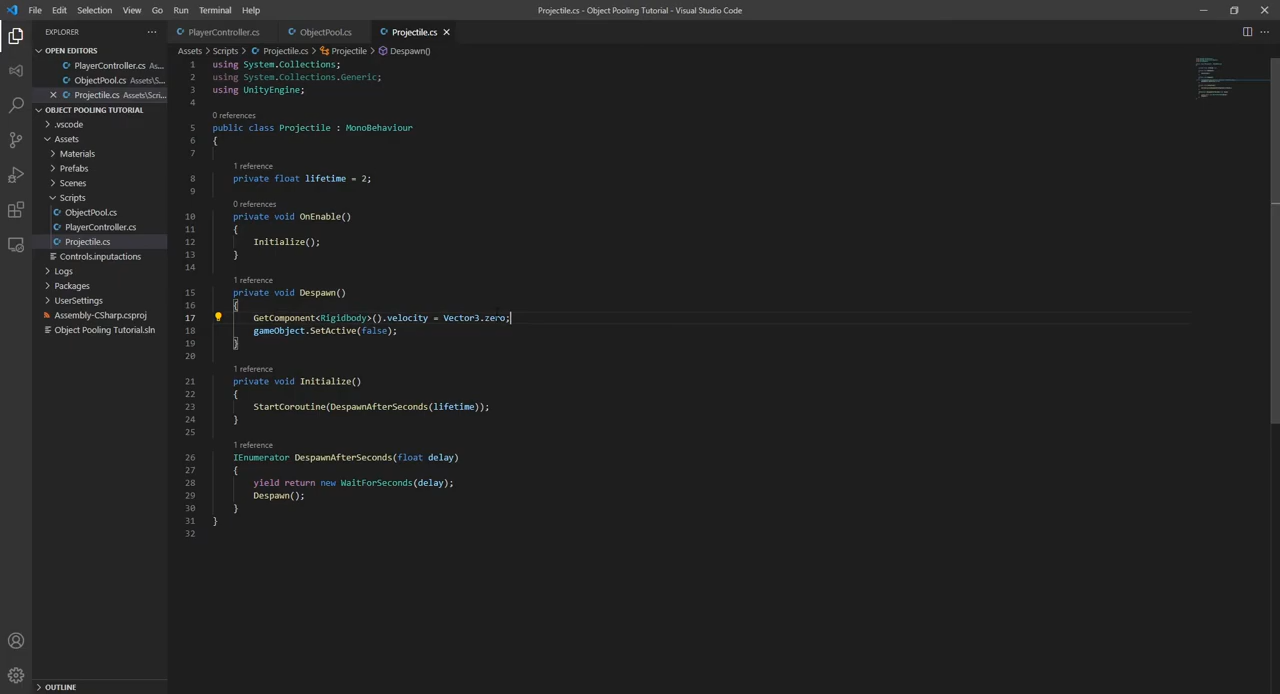 File Edit Selection View Go Run Terminal Help
Projectile.cs - Object Pooling Tutorial - Visual Studio Code
EXPLORER
OPEN EDITORS
PlayerController.cs As...
ObjectPool.cs Assets\S...
Projectile.cs Assets\Scri...
OBJECT POOLING TUTORIAL
.vscode
Assets
Materials
Prefabs
Scenes
Scripts
ObjectPool.cs
PlayerController.cs
Projectile.cs
Controls.inputactions
Logs
Packages
UserSettings
Assembly-CSharp.csproj
Object Pooling Tutorial.sln
OUTLINE
PlayerController.cs ObjectPool.cs Projectile.cs
Assets > Scripts > Projectile.cs > Projectile > Despawn()
1 using System.Collections;
2 using System.Collections.Generic;
3 using UnityEngine;
4
0 references
5 public class Projectile : MonoBehaviour
6 {
7
1 reference
8 private float lifetime = 2;
9
0 references
10 private void OnEnable()
11 {
12 Initialize();
13 }
14
1 reference
15 private void Despawn()
16 {
17 GetComponent<Rigidbody>().velocity = Vector3.zero;
18 gameObject.SetActive(false);
19 }
20
1 reference
21 private void Initialize()
22 {
23 StartCoroutine(DespawnAfterSeconds(lifetime));
24 }
25
1 reference
26 IEnumerator DespawnAfterSeconds(float delay)
27 {
28 yield return new WaitForSeconds(delay);
29 Despawn();
30 }
31 }
32